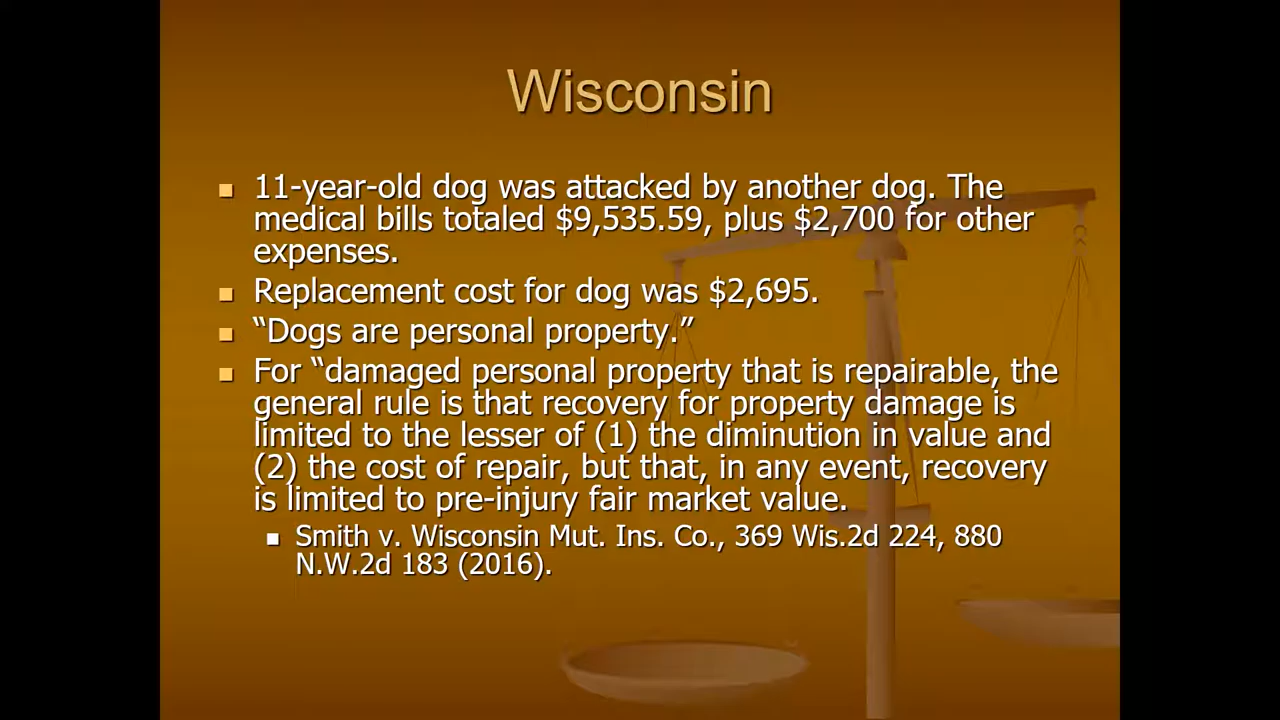 Wisconsin
11-year-old dog was attacked by another dog. The
medical bills totaled $9,535.59, plus $2,700 for other
expenses.
Replacement cost for dog was $2,695.
“Dogs are personal property.”
For “damaged personal property that is repairable, the
general rule is that recovery for property damage is
limited to the lesser of (1) the diminution in value and
(2) the cost of repair, but that, in any event, recovery
is limited to pre-injury fair market value.
Smith v. Wisconsin Mut. Ins. Co., 369 Wis.2d 224, 880
N.W.2d 183 (2016).